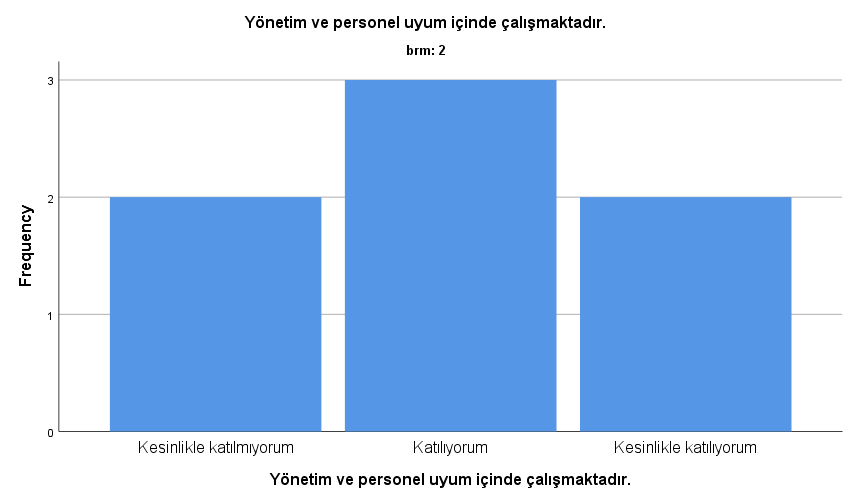 Yönetim ve personel uyum içinde çalışmaktadır.
brm: 2
Frequency
3
2
1
0
Kesinlikle katılmıyorum
Katılıyorum
Kesinlikle katılıyorum
Yönetim ve personel uyum içinde çalışmaktadır.